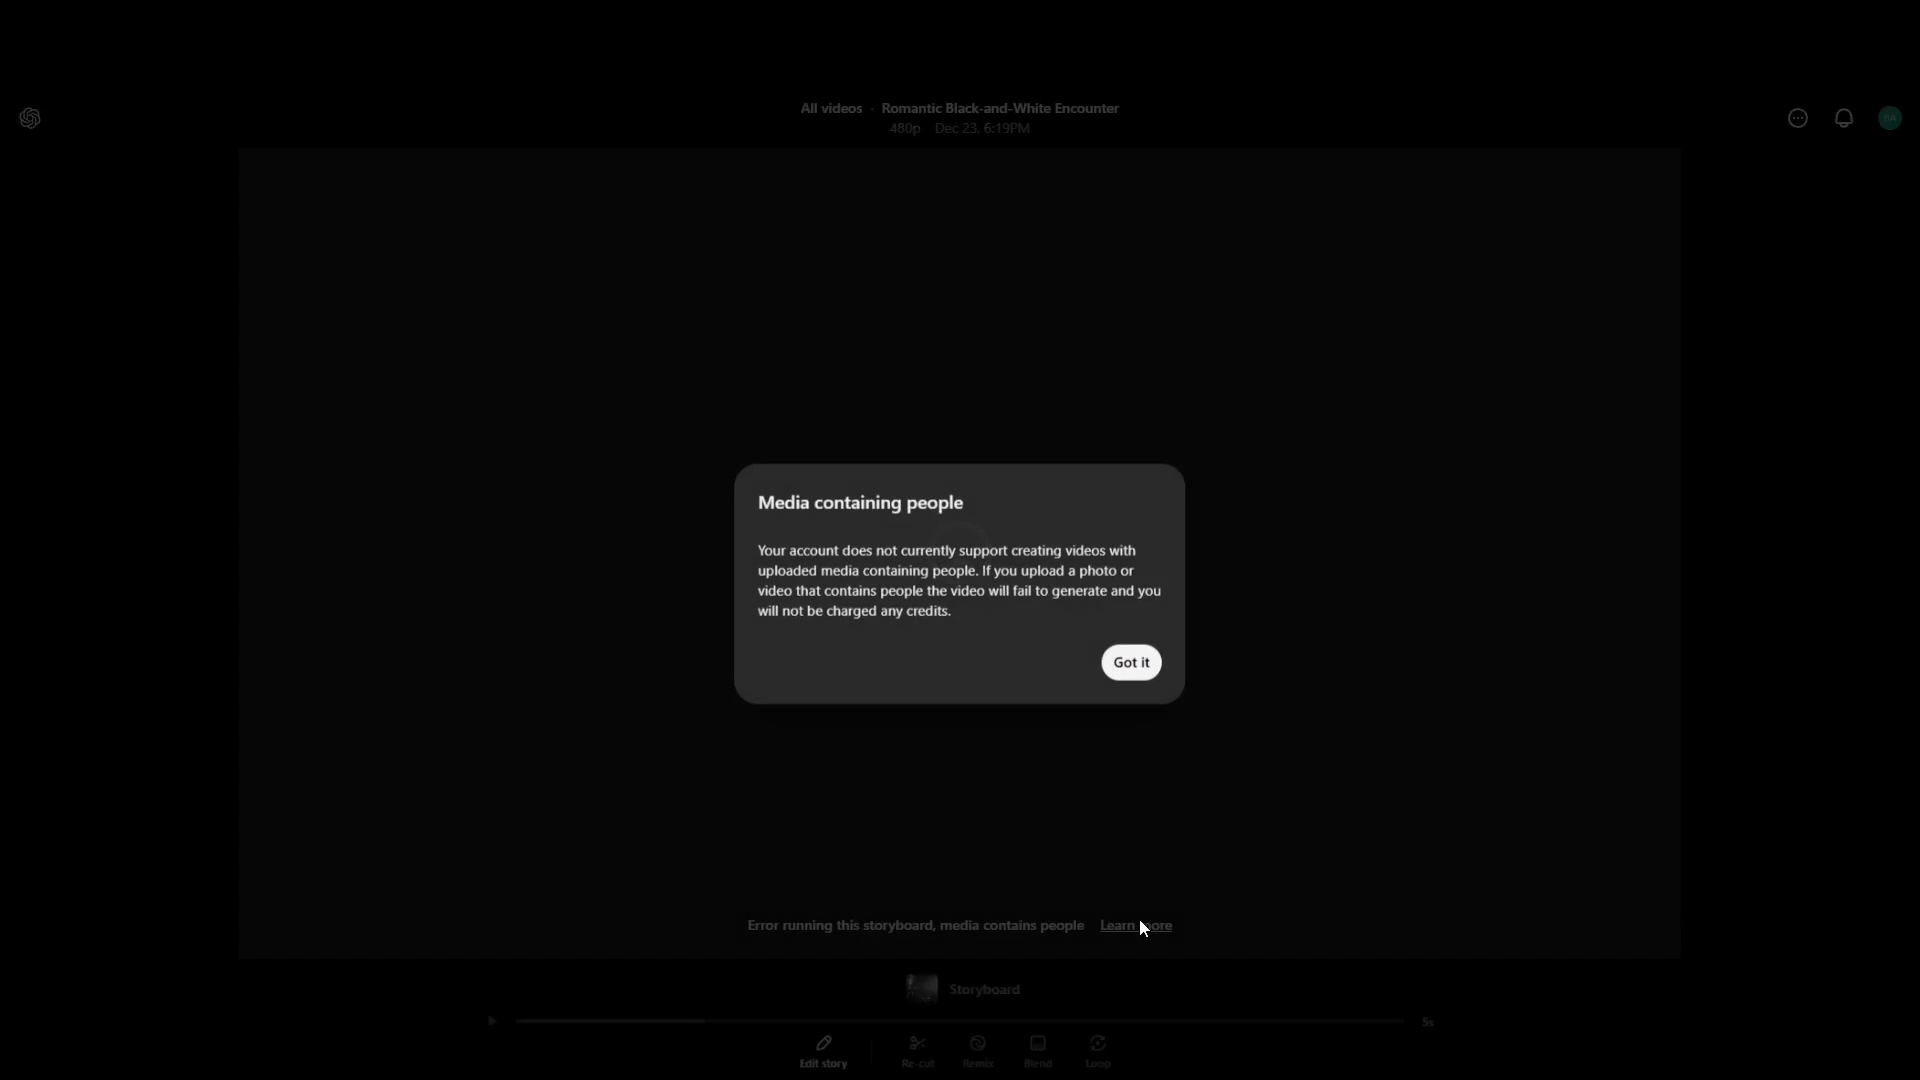 All videos - Romantic Black-and-White Encounter
480p Dec 23, 6:19PM
BA
Media containing people
Your account does not currently support creating videos with
uploaded media containing people. If you upload a photo or
video that contains people the video will fail to generate and you
will not be charged any credits.
Got it
Error running this storyboard, media contains people Learn more
Storyboard
5s
Edit story Re-cut Remix Blend Loop